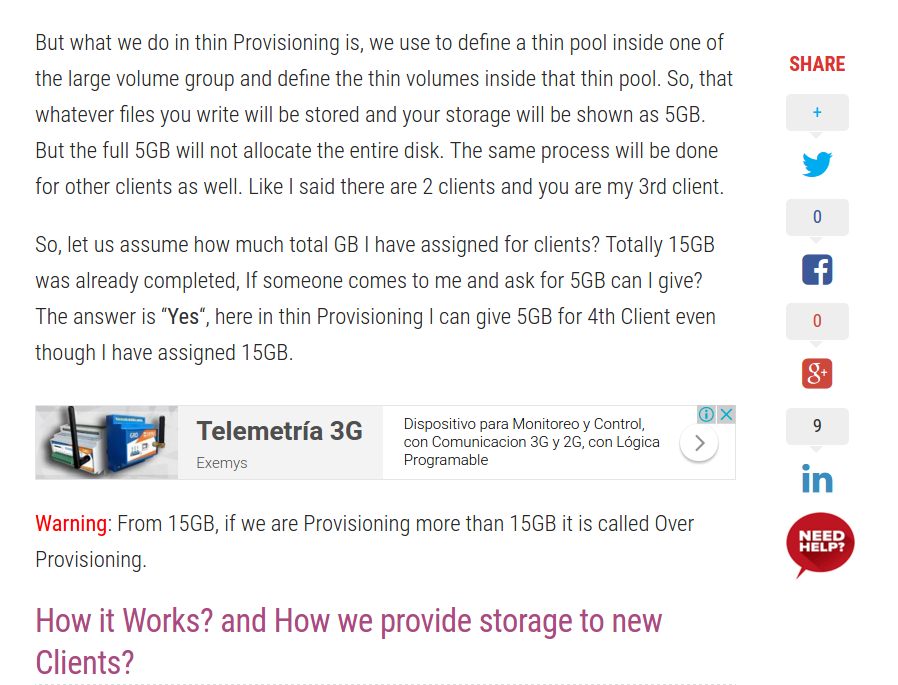 But what we do in thin Provisioning is, we use to define a thin pool inside one of
the large volume group and define the thin volumes inside that thin pool. So, that
whatever files you write will be stored and your storage will be shown as 5GB.
But the full 5GB will not allocate the entire disk. The same process will be done
for other clients as well. Like I said there are 2 clients and you are my 3rd client.
So, let us assume how much total GB I have assigned for clients? Totally 15GB
was already completed, If someone comes to me and ask for 5GB can I give?
The answer is “Yes“, here in thin Provisioning I can give 5GB for 4th Client even
though I have assigned 15GB.
Telemetría 3G
Exemys
Dispositivo para Monitoreo y Control,
con Comunicacion 3G y 2G, con Lógica
Programable
Warning: From 15GB, if we are Provisioning more than 15GB it is called Over
Provisioning.
How it Works? and How we provide storage to new
Clients?
SHARE
+
0
f
0
g+
9
in
NEED
HELP?